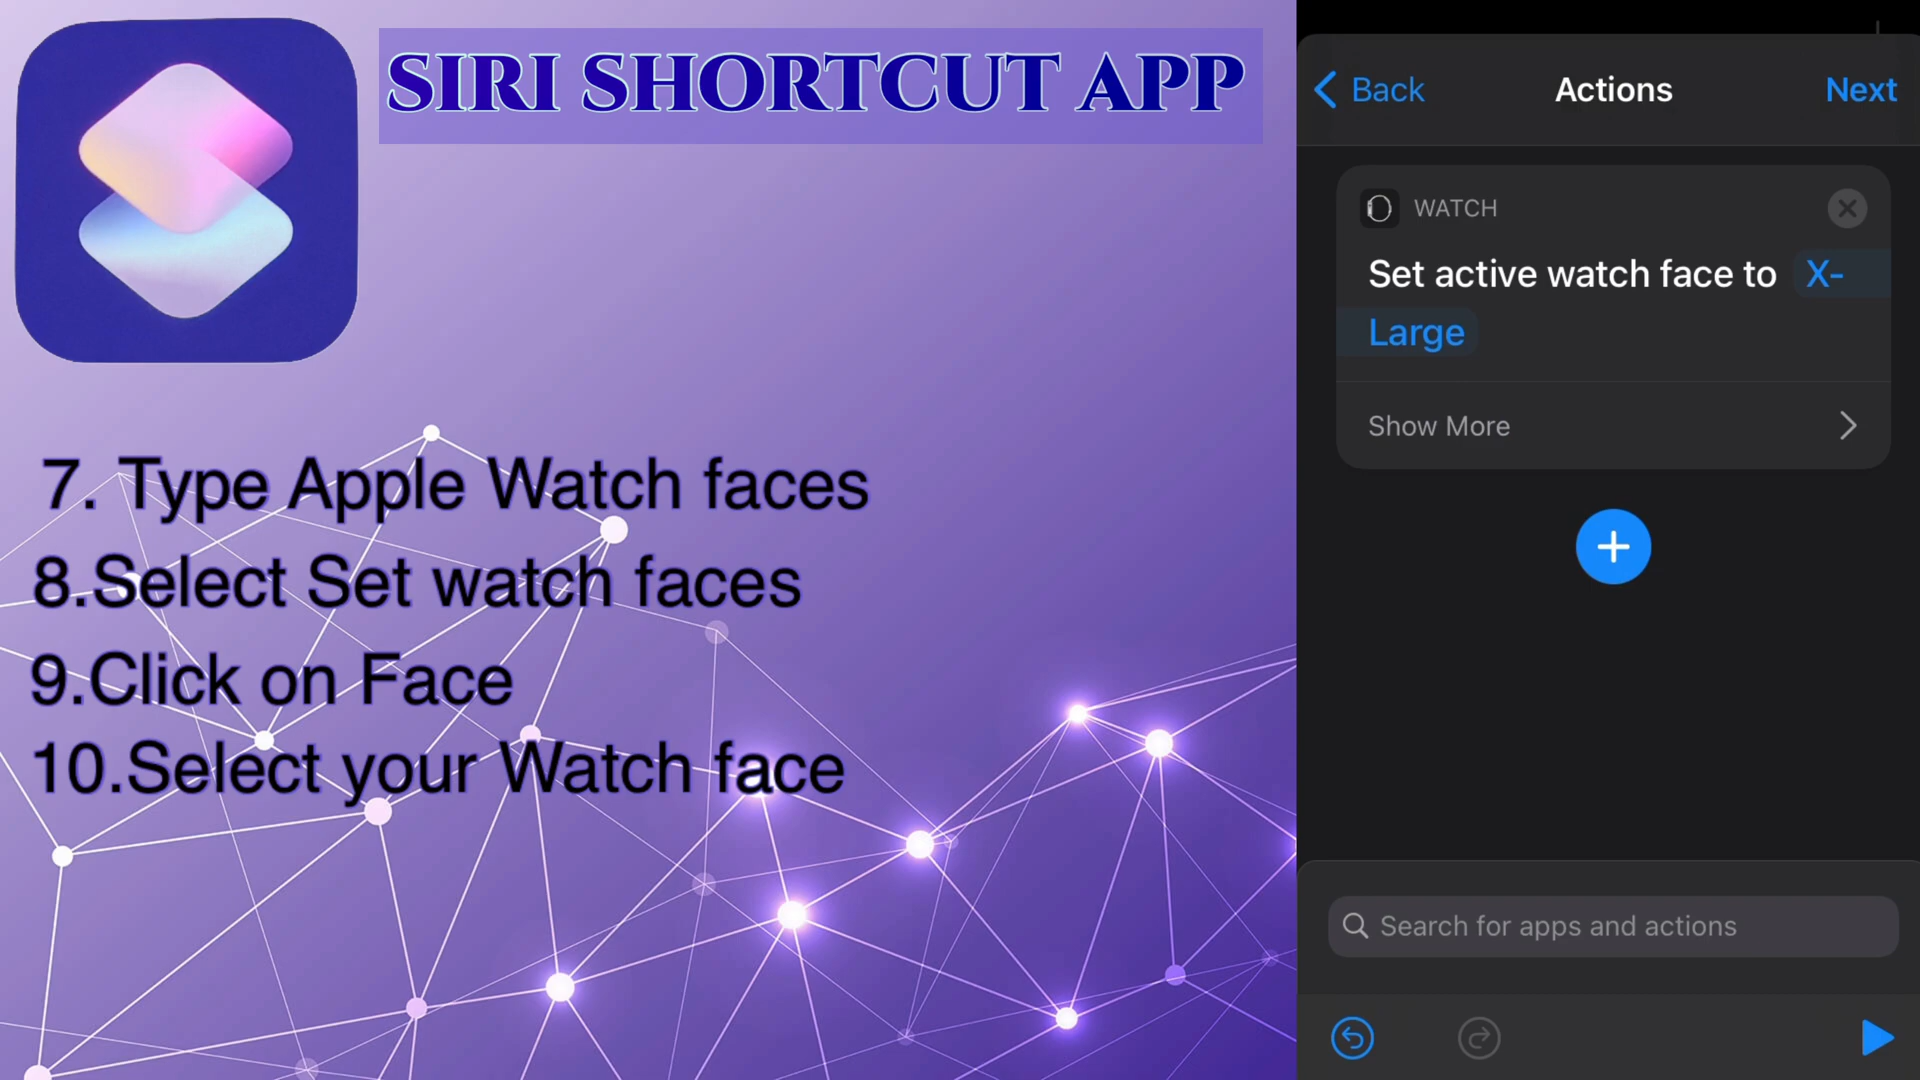 SIRI SHORTCUT APP
7. Type Apple Watch faces
8.Select Set watch faces
9.Click on Face
10.Select your Watch face
Back
Actions
Next
WATCH
Set active watch face to X-
Large
Show More
Search for apps and actions